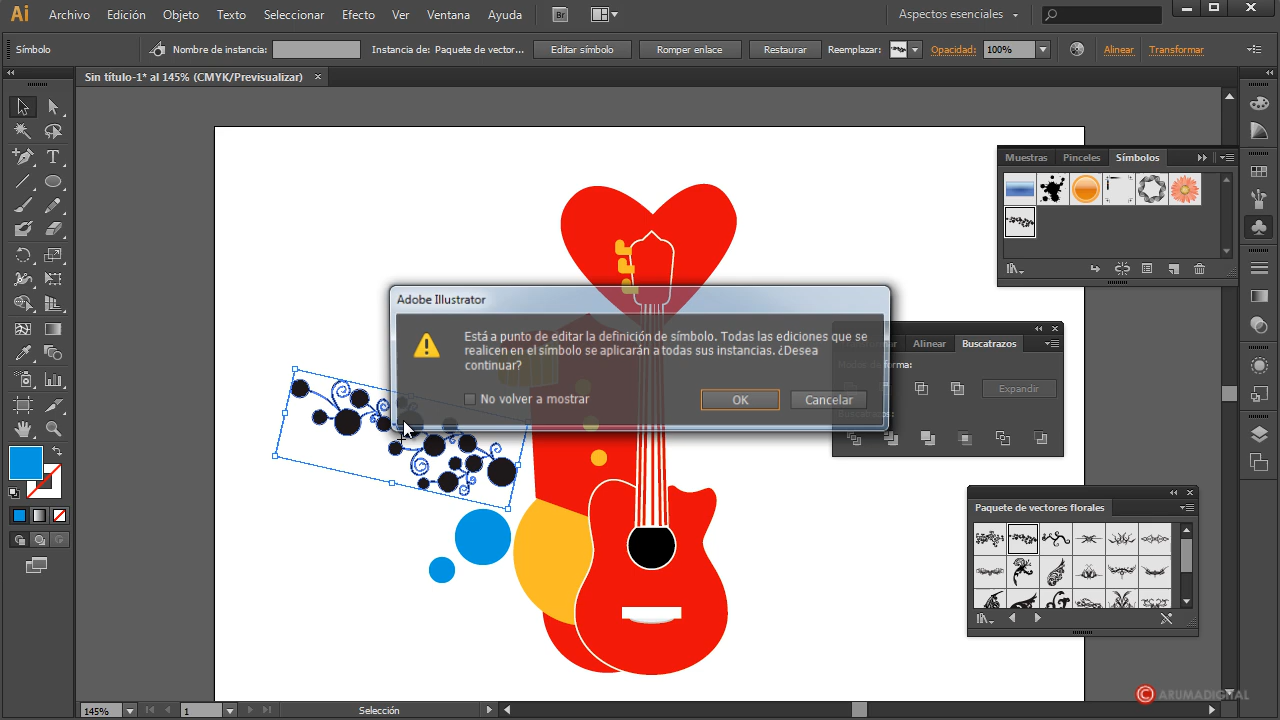 Ai Archivo Edición Objeto Texto Seleccionar Efecto Ver Ventana Ayuda Br Aspectos esenciales
Símbolo Nombre de instancia: Instancia de: Paquete de vector... Editar símbolo Romper enlace Restaurar Reemplazar: Opacidad: 100% Alinear Transformar
Sin título-1* al 145% (CMYK/Previsualizar)
Muestras Pinceles Símbolos
Adobe Illustrator
Está a punto de editar la definición de símbolo. Todas las ediciones que se
realicen en el símbolo se aplicarán a todas sus instancias. ¿Desea
continuar?
No volver a mostrar OK Cancelar
Alinear Buscatrazos
Expandir
Paquete de vectores florales
145% 1 Selección
© ARUMADIGITAL